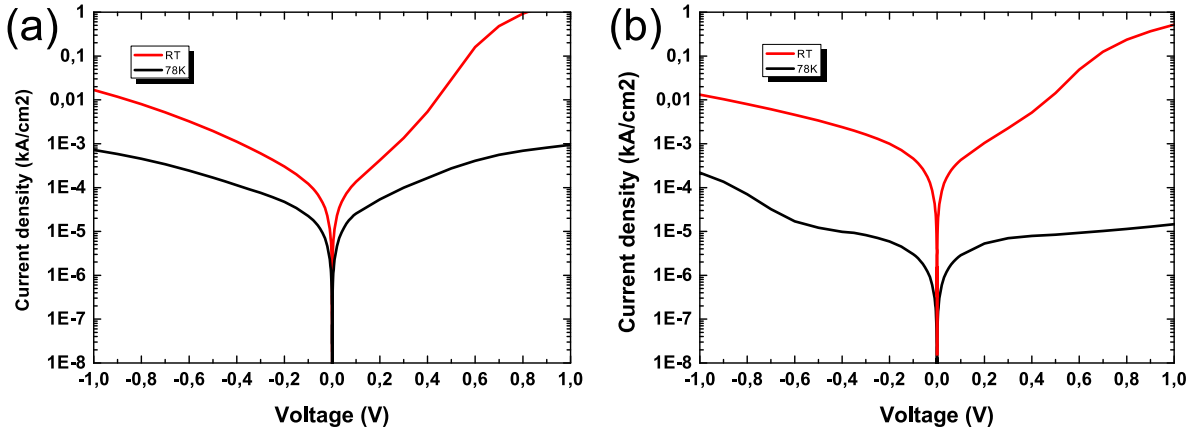 (a)
Current density (kA/cm2)
1
0,1
0,01
1E-3
1E-4
1E-5
1E-6
1E-7
1E-8
RT
78K
-1,0 -0,8 -0,6 -0,4 -0,2 0,0 0,2 0,4 0,6 0,8 1,0
Voltage (V)
(b)
Current density (kA/cm2)
1
0,1
0,01
1E-3
1E-4
1E-5
1E-6
1E-7
1E-8
RT
78K
-1,0 -0,8 -0,6 -0,4 -0,2 0,0 0,2 0,4 0,6 0,8 1,0
Voltage (V)